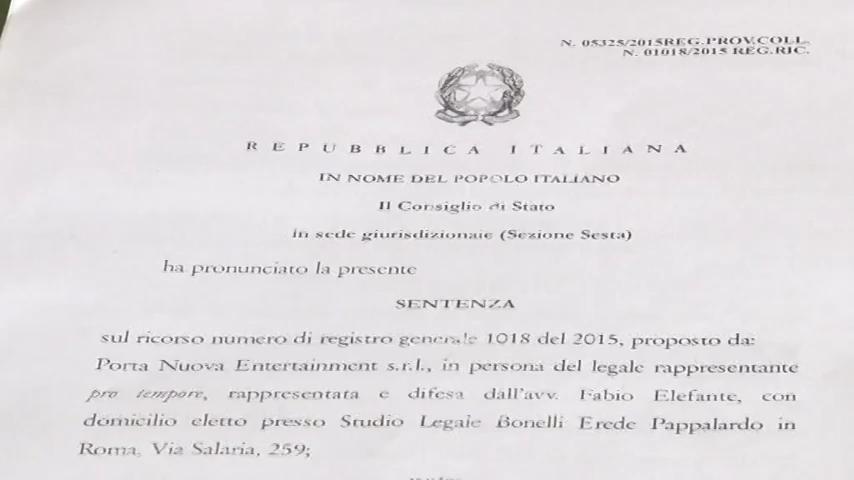 N. 05325/2015REG.PROV.COLL.
N. 01018/2015 REG.RIC.
REPUBBLICA ITALIANA
IN NOME DEL POPOLO ITALIANO
Il Consiglio di Stato
in sede giurisdizionale (Sezione Sesta)
ha pronunciato la presente
SENTENZA
sul ricorso numero di registro generale 1018 del 2015, proposto da:
Porta Nuova Entertainment s.r.l., in persona del legale rappresentante
pro tempore, rappresentata e difesa dall'avv. Fabio Elefante, con
domicilio eletto presso Studio Legale Bonelli Erede Pappalardo in
Roma, Via Salaria, 259;